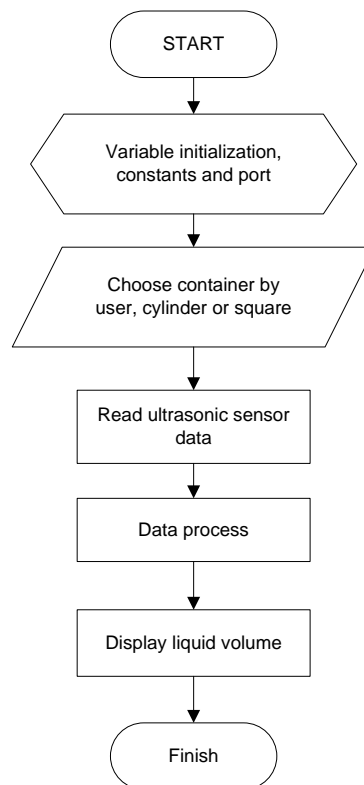 START
Variable initialization,
constants and port
Choose container by
user, cylinder or square
Read ultrasonic sensor
data
Data process
Display liquid volume
Finish